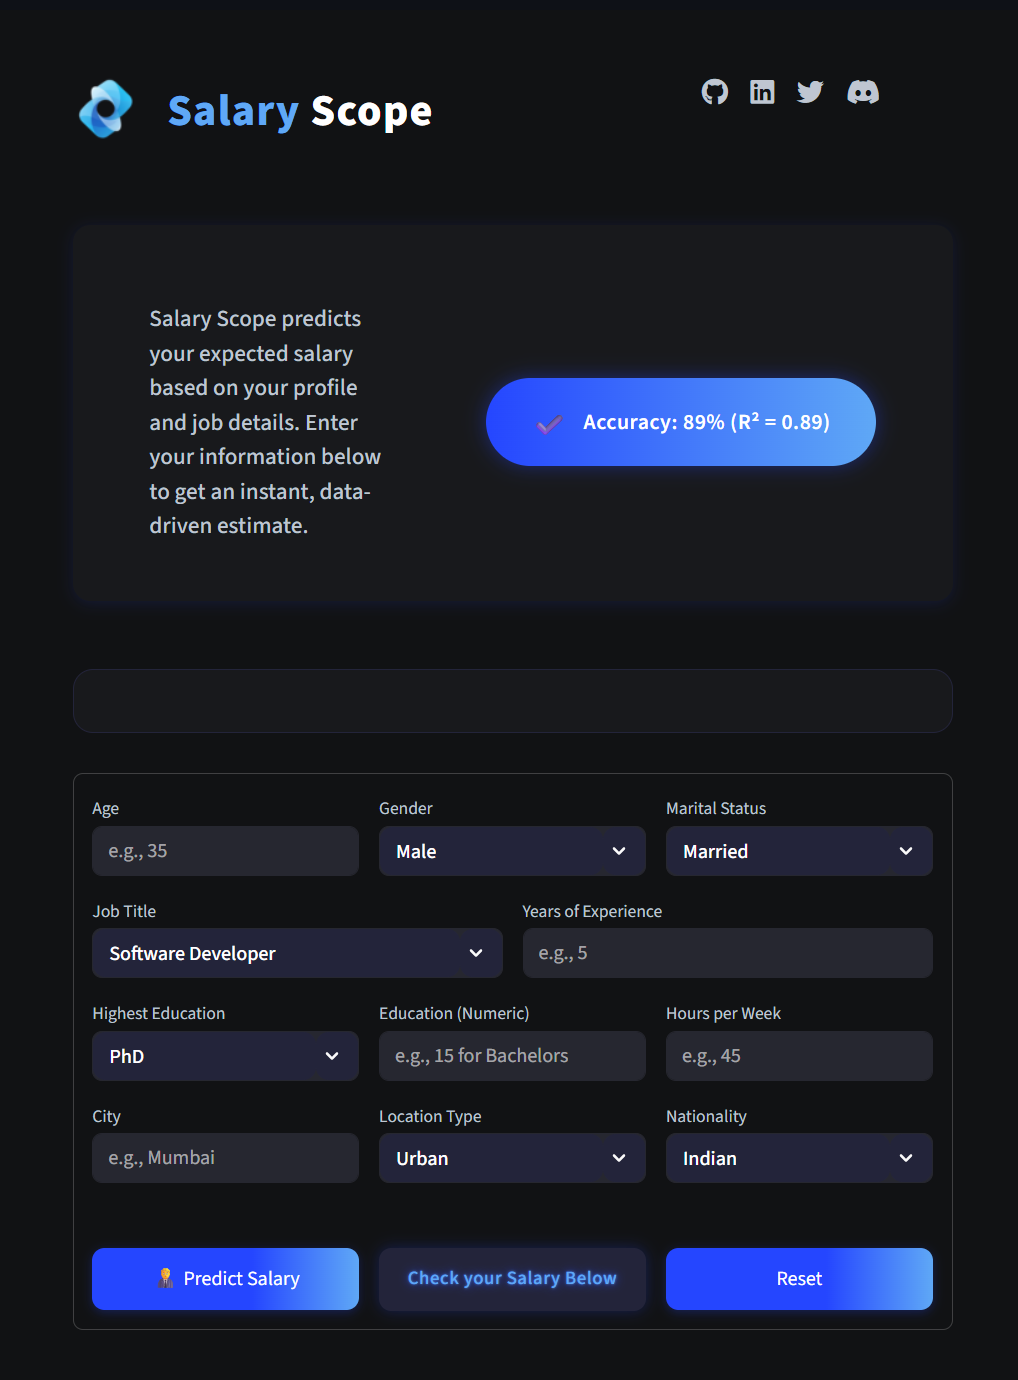 Salary Scope
Salary Scope predicts
your expected salary
based on your profile
and job details. Enter
your information below
to get an instant, data-
driven estimate.
Accuracy: 89% (R² = 0.89)
Age
Gender
Marital Status
e.g., 35
Male
Married
Job Title
Years of Experience
Software Developer
e.g., 5
Highest Education
Education (Numeric)
Hours per Week
PhD
e.g., 15 for Bachelors
e.g., 45
City
Location Type
Nationality
e.g., Mumbai
Urban
Indian
Predict Salary
Check your Salary Below
Reset